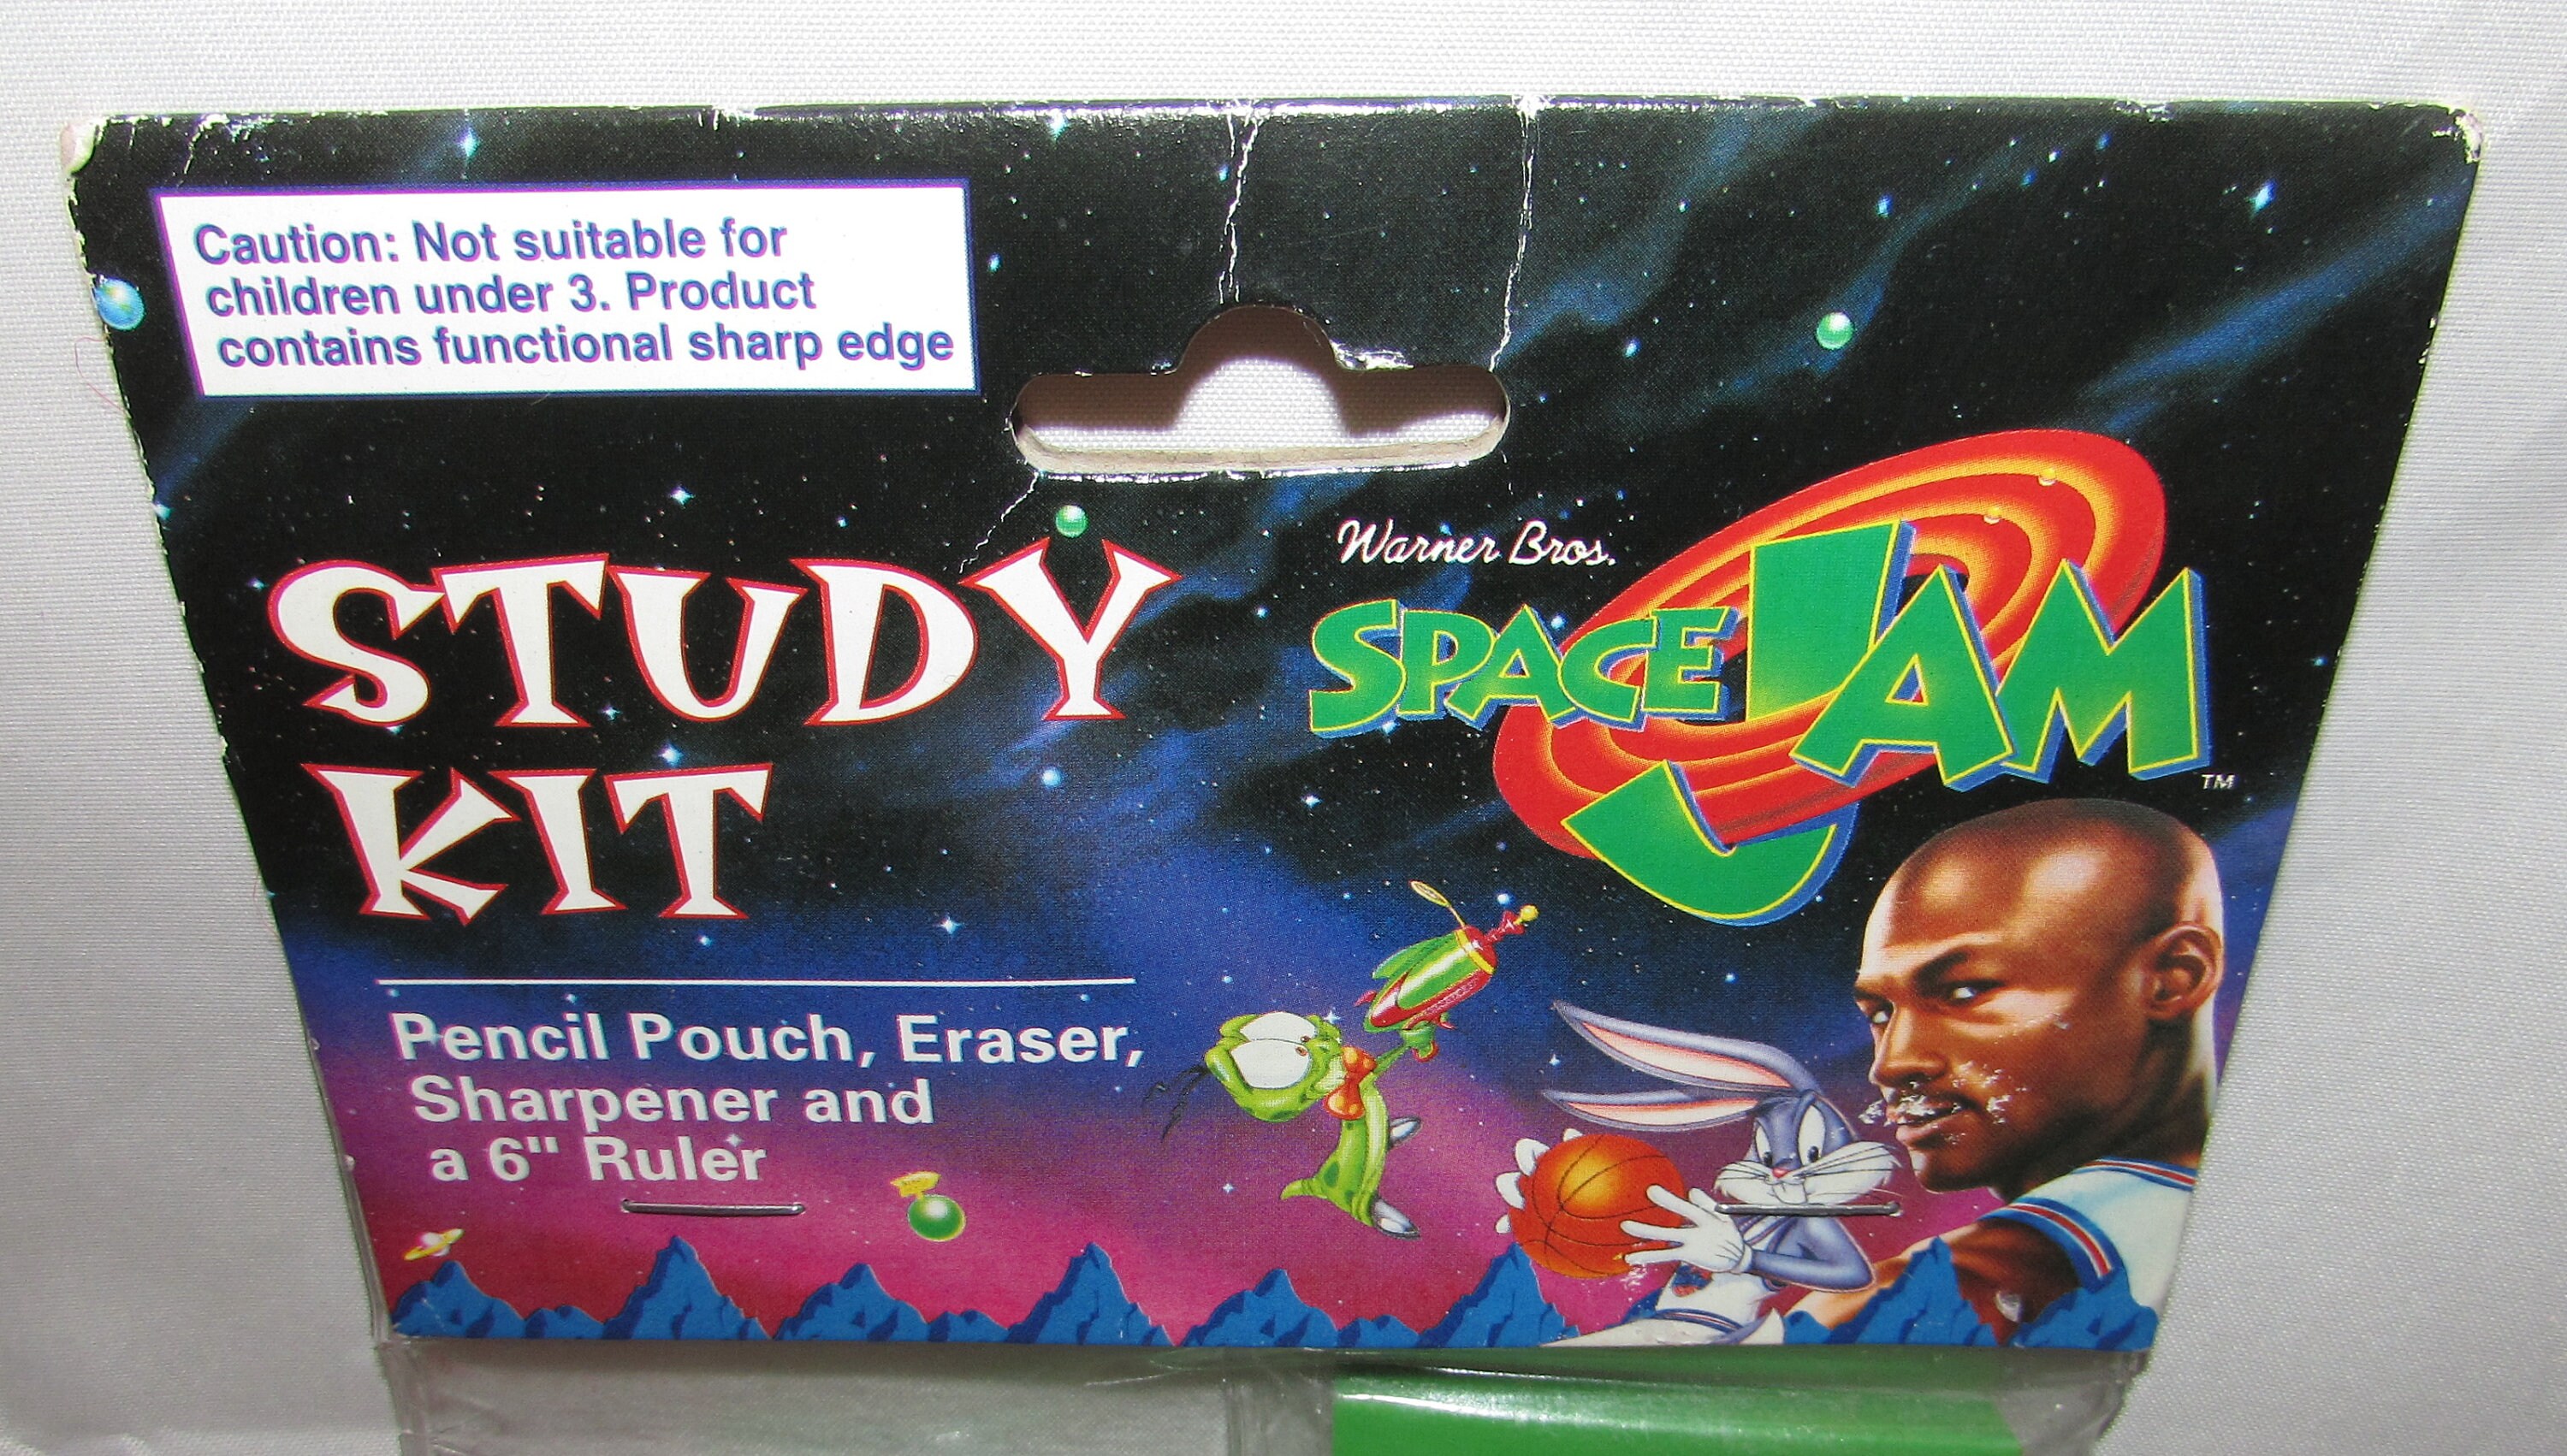 Caution: Not suitable for
children under 3. Product
contains functional sharp edge
STUDY
KIT
Pencil Pouch, Eraser,
Sharpener and
a 6" Ruler
Warner Bros.
SPACE JAM
TM